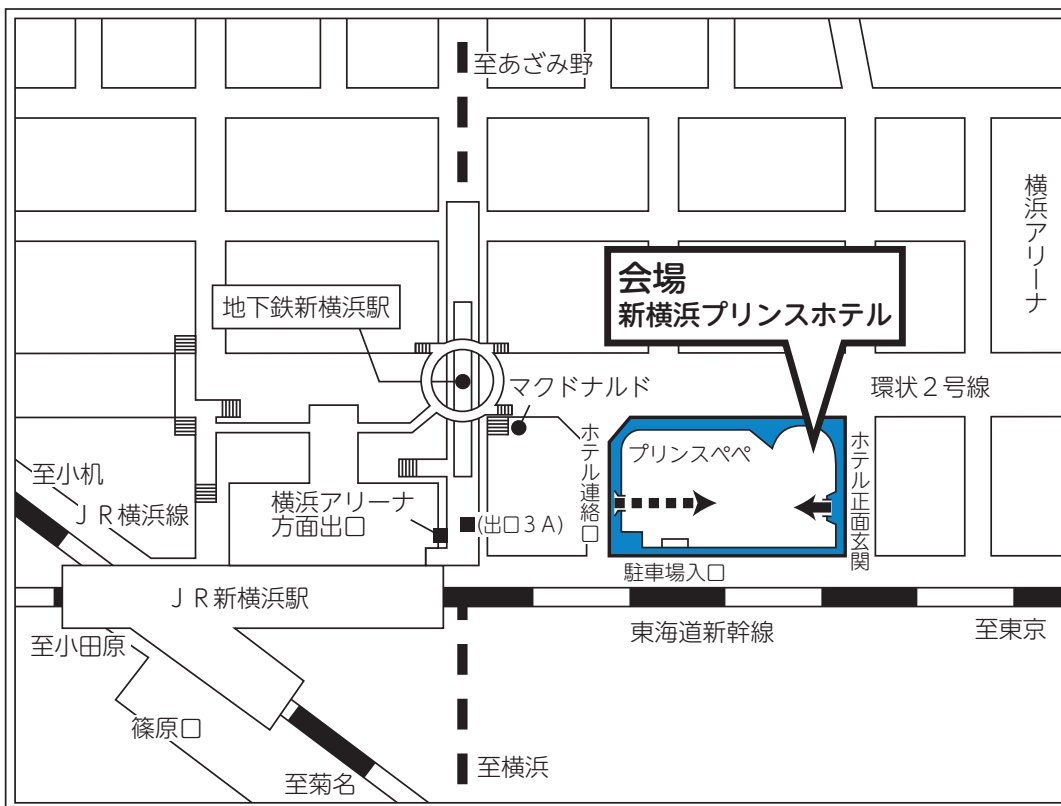 至あざみ野
横浜アリーナ
会場
新横浜プリンスホテル
地下鉄新横浜駅
マクドナルド
環状２号線
プリンスペペ
ホテル連絡口
ホテル正面玄関
至小机
ＪＲ横浜線
横浜アリーナ
方面出口
(出口３Ａ)
駐車場入口
ＪＲ新横浜駅
東海道新幹線
至東京
至小田原
篠原口
至横浜
至菊名